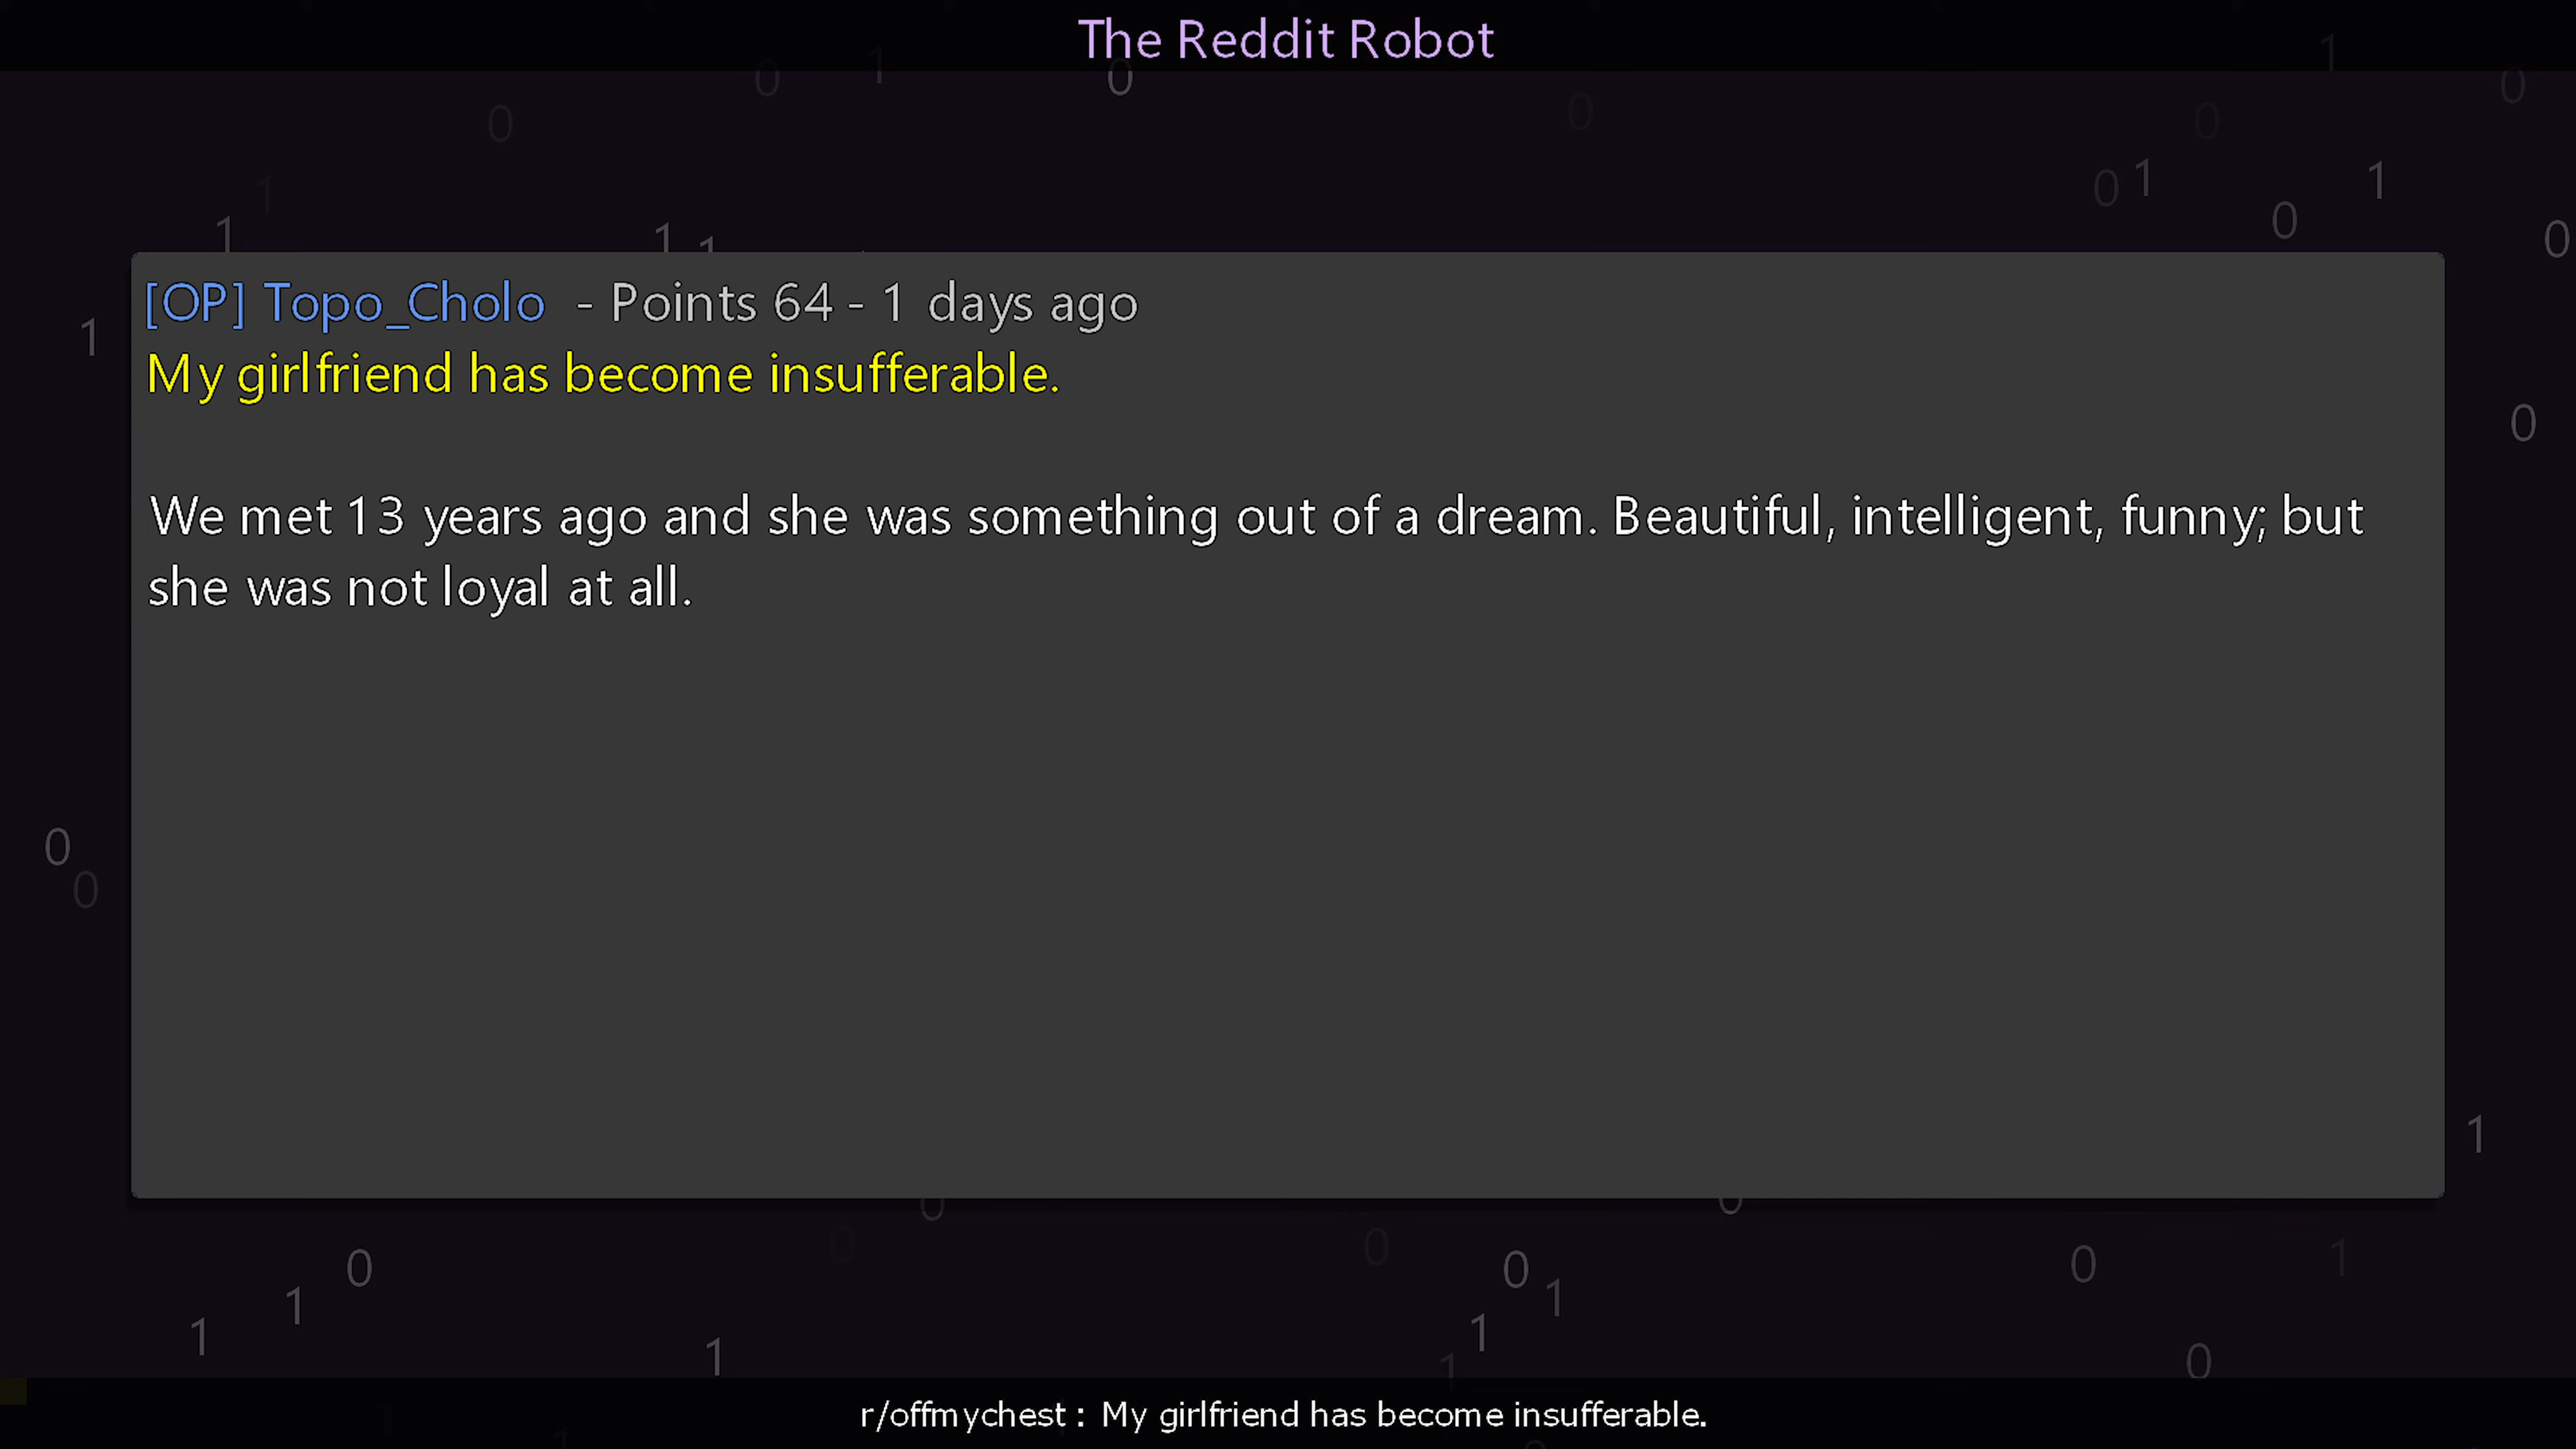 The Reddit Robot
[OP] Topo_Cholo - Points 64 - 1 days ago
My girlfriend has become insufferable.
We met 13 years ago and she was something out of a dream. Beautiful, intelligent, funny; but
she was not loyal at all.
r/offmychest : My girlfriend has become insufferable.